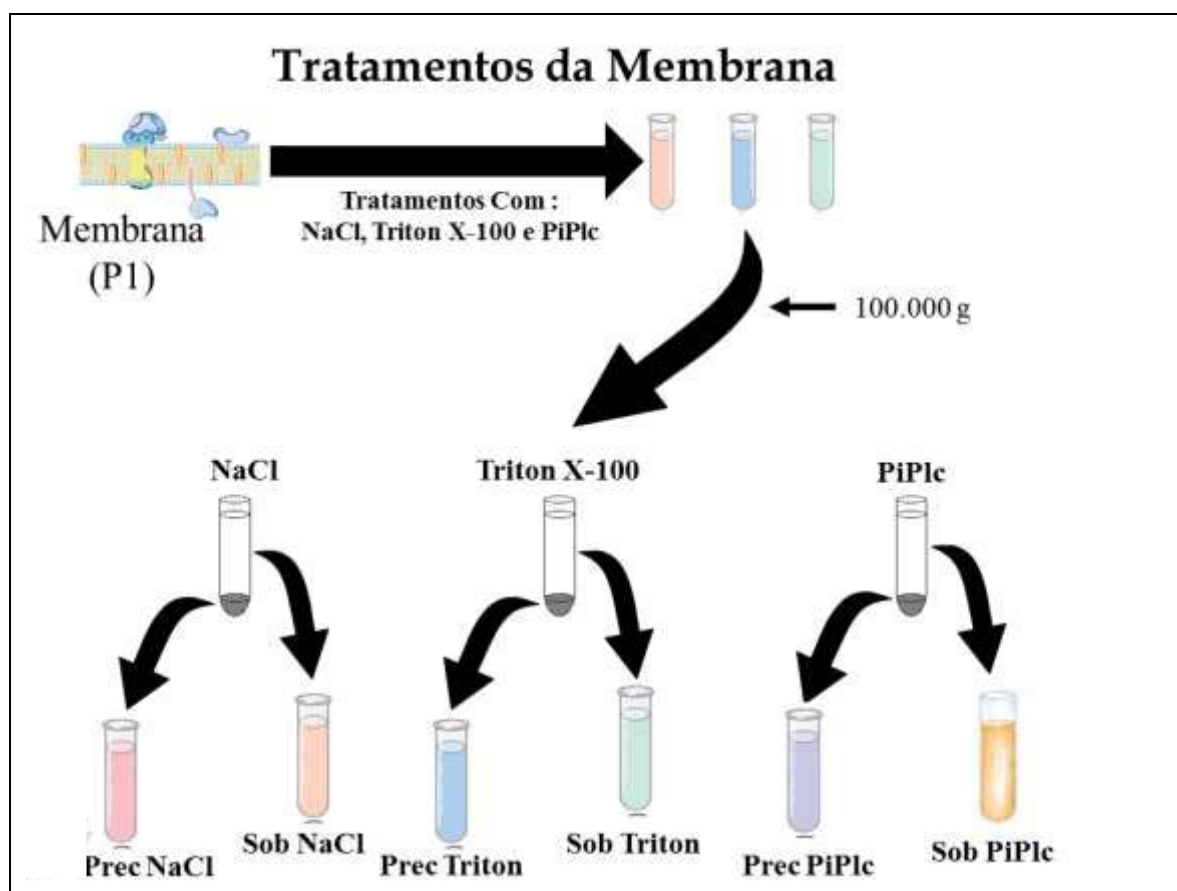 Tratamentos da Membrana
Membrana
(P1)
Tratamentos Com :
NaCl, Triton X-100 e PiPlc
100.000 g
NaCl
Triton X-100
PiPlc
Prec NaCl
Sob NaCl
Prec Triton
Sob Triton
Prec PiPlc
Sob PiPlc